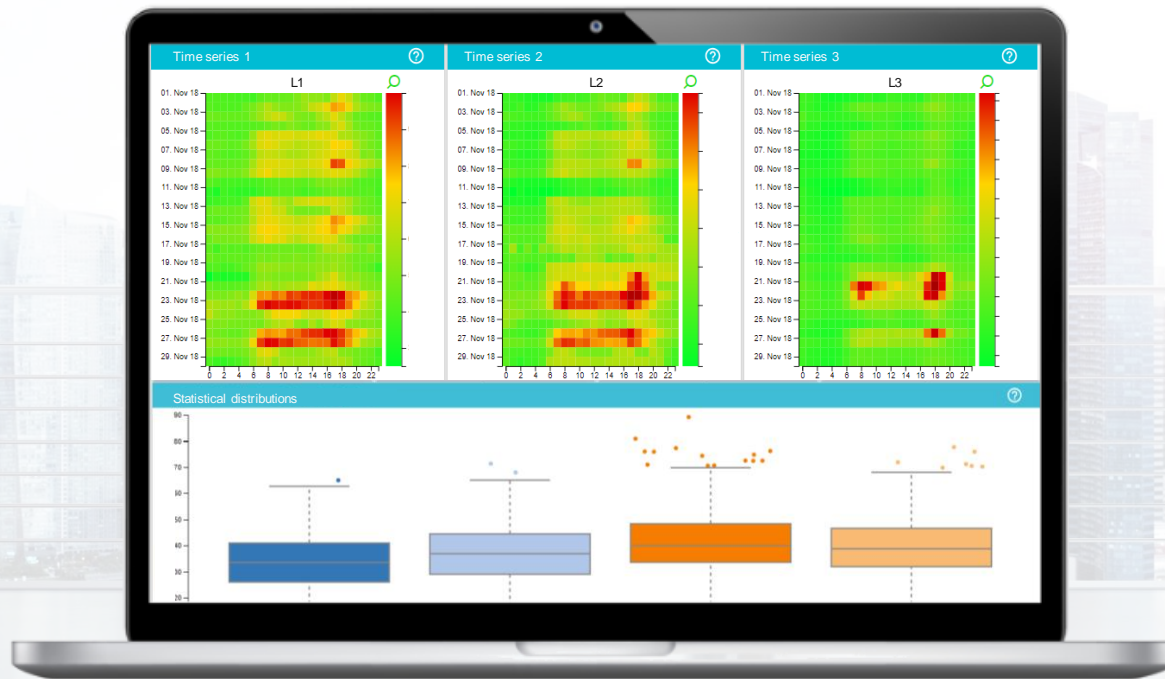 Time series 1
Time series 2
Time series 3
L1
L2
L3
01. Nov 18
03. Nov 18
05. Nov 18
07. Nov 18
09. Nov 18
11. Nov 18
13. Nov 18
15. Nov 18
17. Nov 18
19. Nov 18
21. Nov 18
23. Nov 18
25. Nov 18
27. Nov 18
29. Nov 18
0 2 4 6 8 10 12 14 16 18 20 22
01. Nov 18
03. Nov 18
05. Nov 18
07. Nov 18
09. Nov 18
11. Nov 18
13. Nov 18
15. Nov 18
17. Nov 18
19. Nov 18
21. Nov 18
23. Nov 18
25. Nov 18
27. Nov 18
29. Nov 18
0 2 4 6 8 10 12 14 16 18 20 22
01. Nov 18
03. Nov 18
05. Nov 18
07. Nov 18
09. Nov 18
11. Nov 18
13. Nov 18
15. Nov 18
17. Nov 18
19. Nov 18
21. Nov 18
23. Nov 18
25. Nov 18
27. Nov 18
29. Nov 18
0 2 4 6 8 10 12 14 16 18 20 22
Statistical distributions
90
80
70
60
50
40
30
20